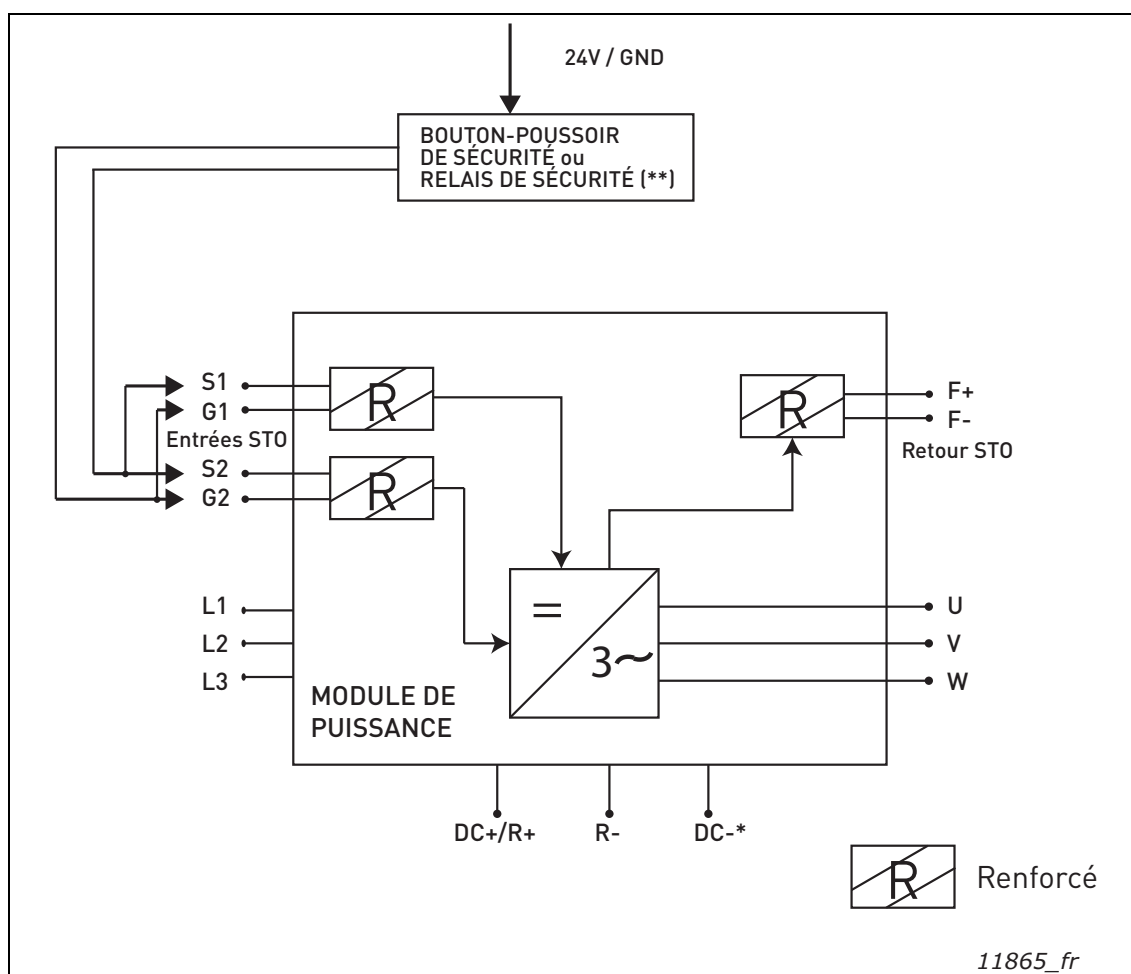 24V / GND
BOUTON-POUSSOIR
DE SÉCURITÉ ou
RELAIS DE SÉCURITÉ (**)
S1
G1
Entrées STO
S2
G2
R
R
R
F+
F-
Retour STO
L1
L2
L3
=
3~
U
V
W
MODULE DE
PUISSANCE
DC+/R+
R-
DC-*
R
Renforcé
11865_fr